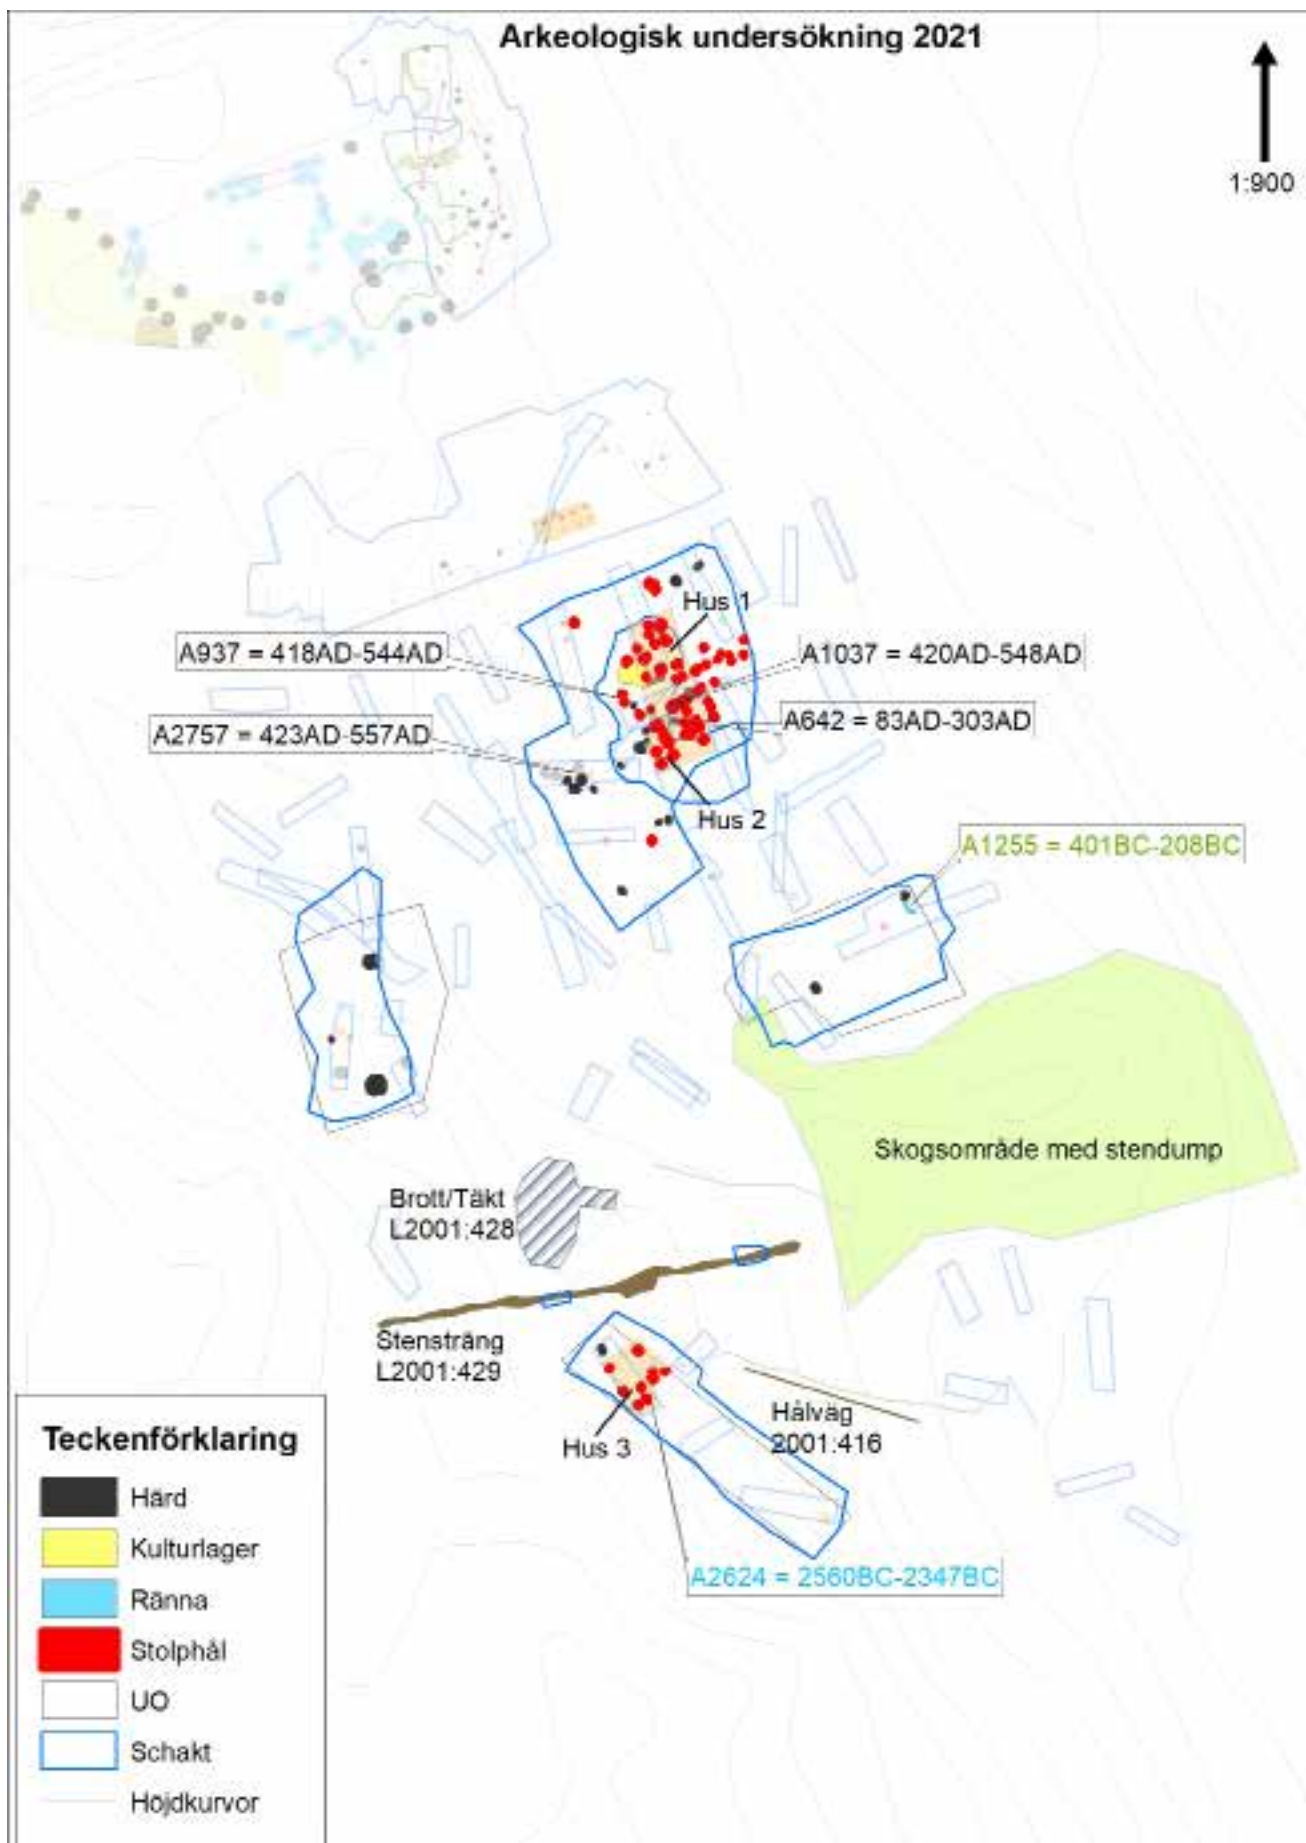 Arkeologisk undersökning 2021
1:900
Hus 1
A937 = 418AD-544AD
A1037 = 420AD-548AD
A2757 = 423AD-557AD
A642 = 83AD-303AD
Hus 2
A1255 = 401BC-208BC
Skogsområde med stendump
Brott/Täkt
L2001:428
Stensträng
L2001:429
Hålväg
2001:416
Hus 3
A2624 = 2560BC-2347BC
Teckenförklaring
Härd
Kulturlager
Ränna
Stolphål
UO
Schakt
Höjdkurvor